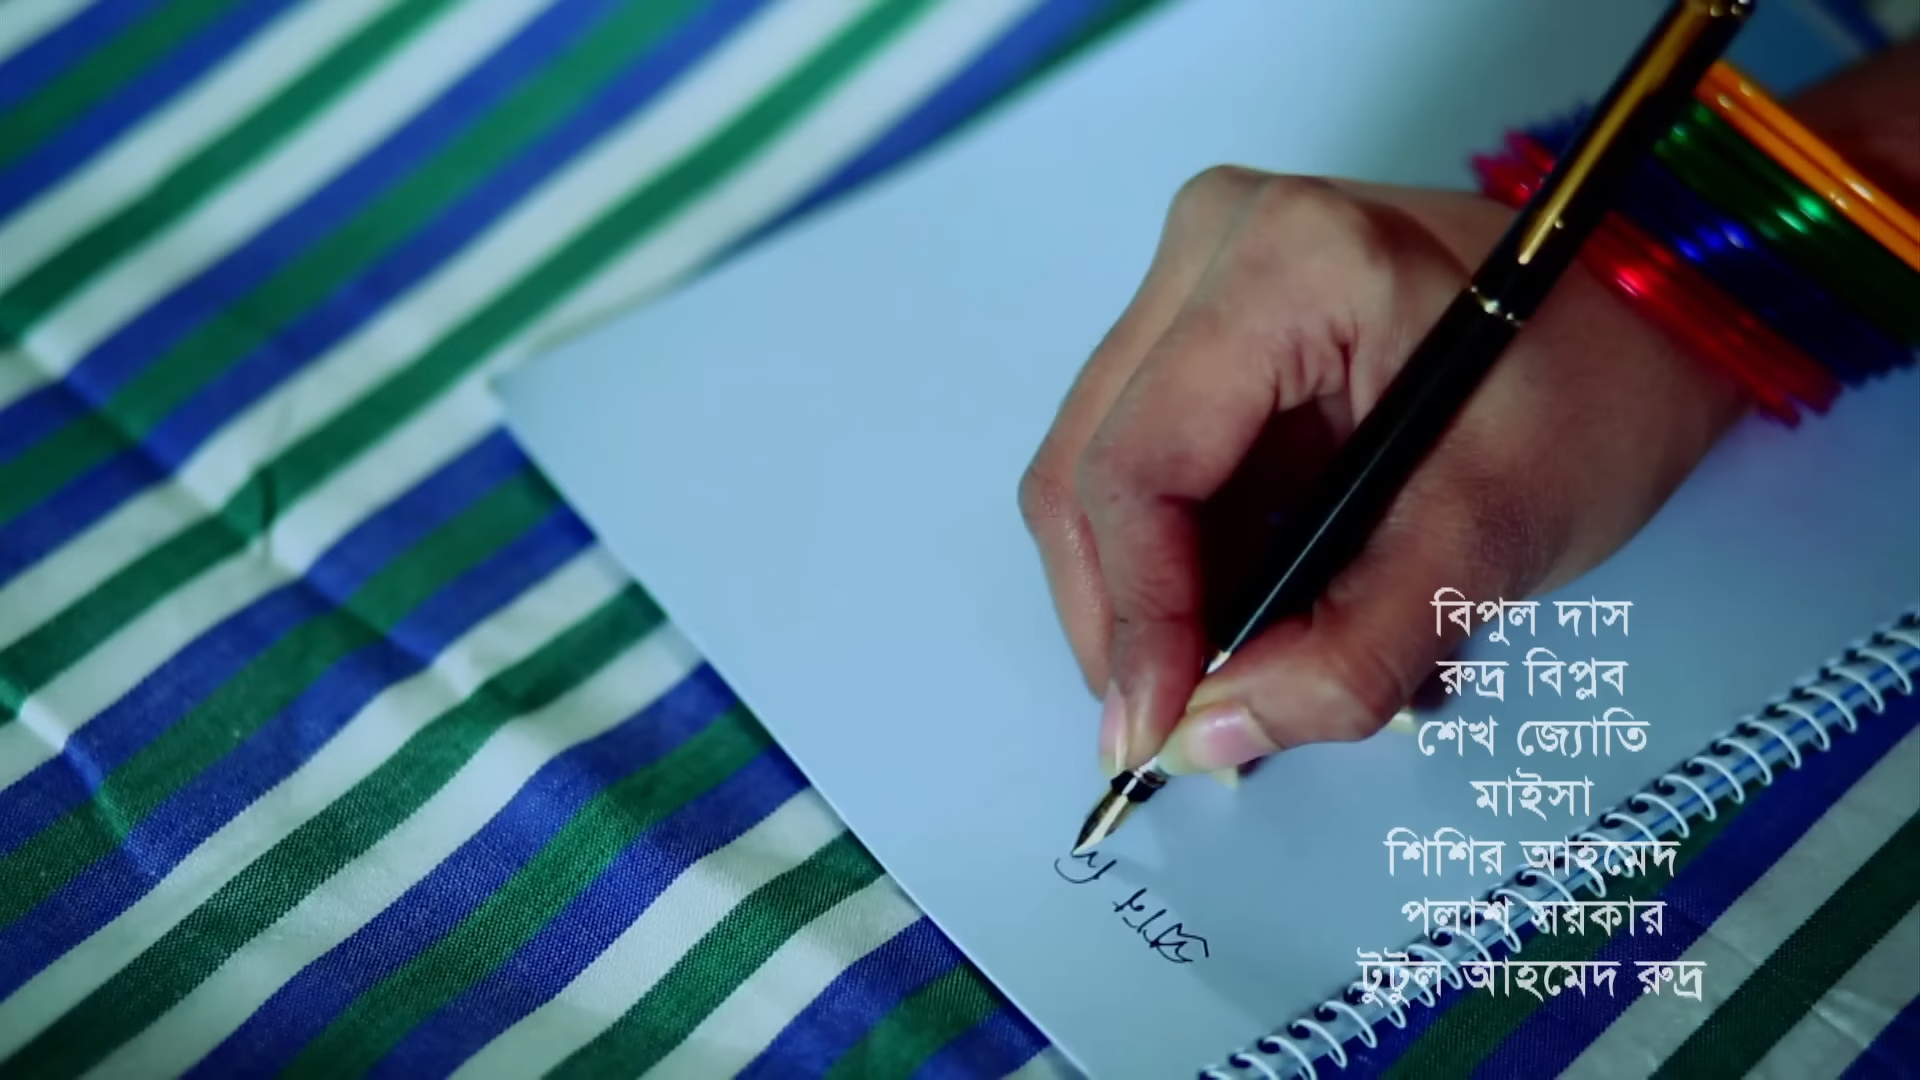 বিপুল দাস
রুদ্র বিপ্লব
শেখ জ্যোতি
মাইসা
শিশির আহমেদ
পলাশ সরকার
টুটুল আহমেদ রুদ্র